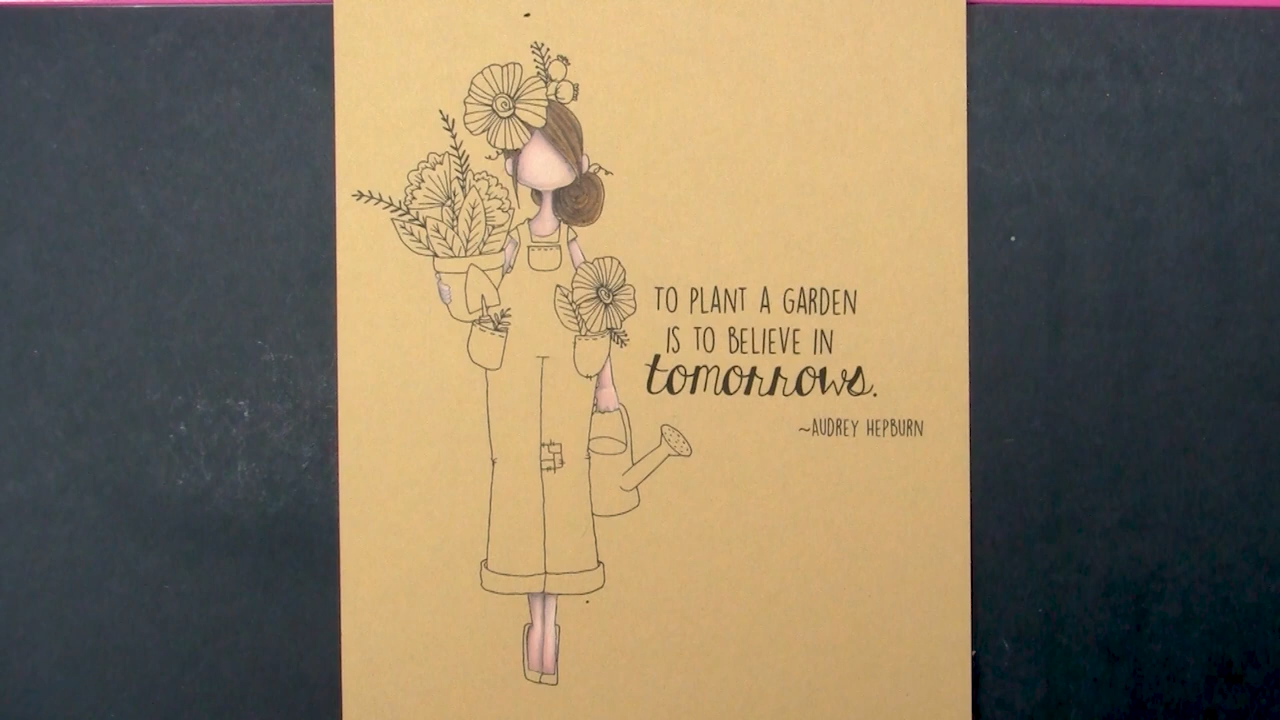 TO PLANT A GARDEN
IS TO BELIEVE IN
tomorrows.
~AUDREY HEPBURN